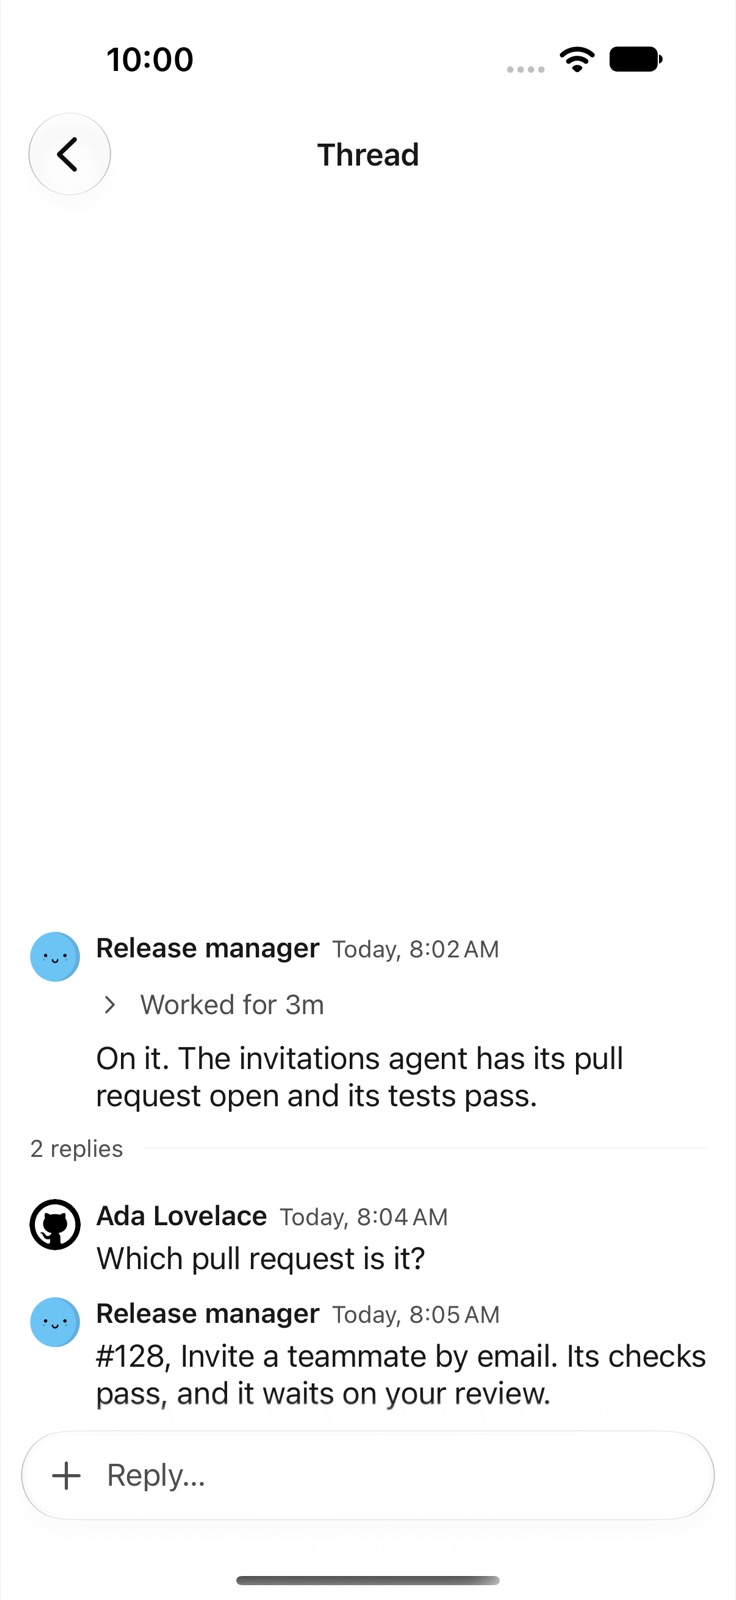 10:00
Thread
Release manager Today, 8:02 AM
Worked for 3m
On it. The invitations agent has its pull
request open and its tests pass.
2 replies
Ada Lovelace Today, 8:04 AM
Which pull request is it?
Release manager Today, 8:05 AM
#128, Invite a teammate by email. Its checks
pass, and it waits on your review.
Reply...